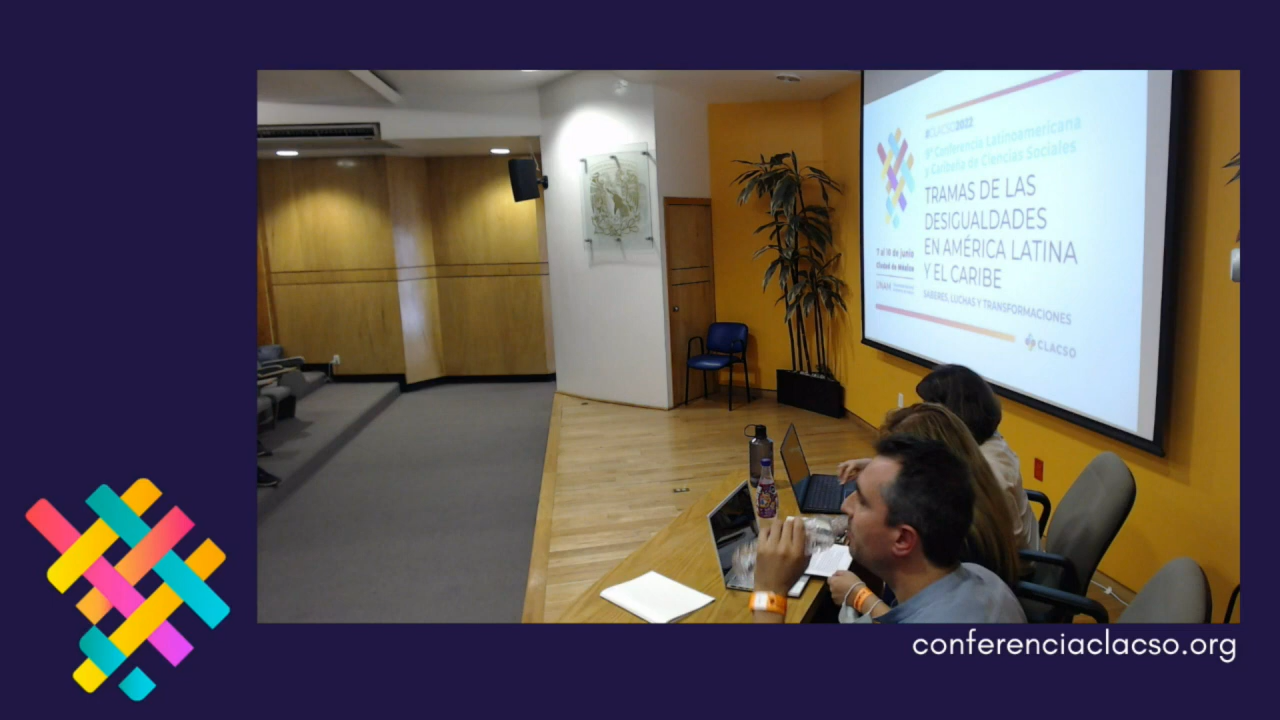 #CLACSO2022
9ª Conferencia Latinoamericana
y Caribeña de Ciencias Sociales
TRAMAS DE LAS
DESIGUALDADES
EN AMÉRICA LATINA
Y EL CARIBE
SABERES, LUCHAS Y TRANSFORMACIONES
7 al 10 de junio
Ciudad de México
UNAM
CLACSO
conferenciaclacso.org